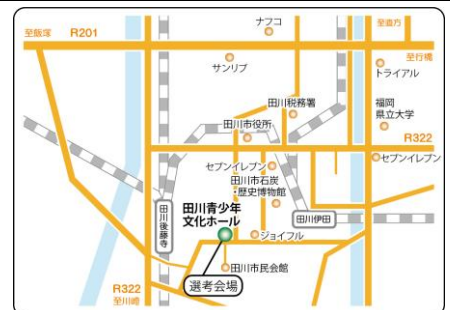 ナフコ
至飯塚
R201
至直方
至行橋
サンリブ
トライアル
田川税務署
福岡
県立大学
田川市役所
R322
セブンイレブン
セブンイレブン
田川市石炭
・歴史博物館
田川後藤寺
田川青少年
文化ホール
田川伊田
ジョイフル
田川市民会館
選考会場
R322
至川崎